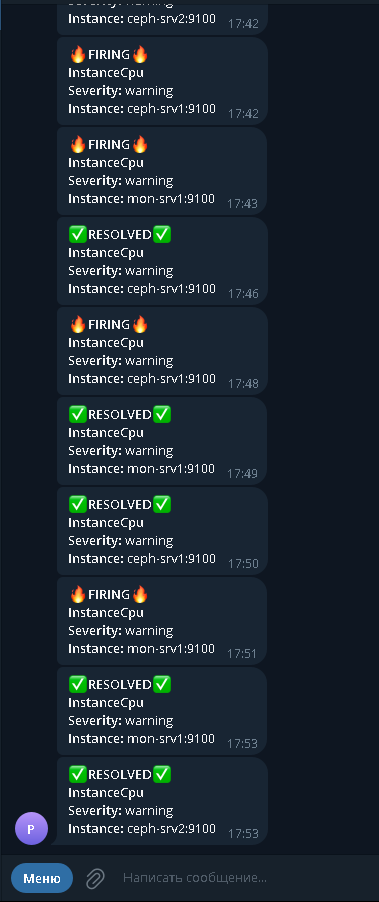 Severity: warning
Instance: ceph-srv2:9100
17:42
🔥FIRING🔥
InstanceCpu
Severity: warning
Instance: ceph-srv1:9100
17:42
🔥FIRING🔥
InstanceCpu
Severity: warning
Instance: mon-srv1:9100
17:43
✅RESOLVED✅
InstanceCpu
Severity: warning
Instance: ceph-srv1:9100
17:46
🔥FIRING🔥
InstanceCpu
Severity: warning
Instance: ceph-srv1:9100
17:48
✅RESOLVED✅
InstanceCpu
Severity: warning
Instance: mon-srv1:9100
17:49
✅RESOLVED✅
InstanceCpu
Severity: warning
Instance: ceph-srv1:9100
17:50
🔥FIRING🔥
InstanceCpu
Severity: warning
Instance: mon-srv1:9100
17:51
✅RESOLVED✅
InstanceCpu
Severity: warning
Instance: mon-srv1:9100
17:53
✅RESOLVED✅
InstanceCpu
Severity: warning
Instance: ceph-srv2:9100
17:53
P
Меню
Написать сообщение...